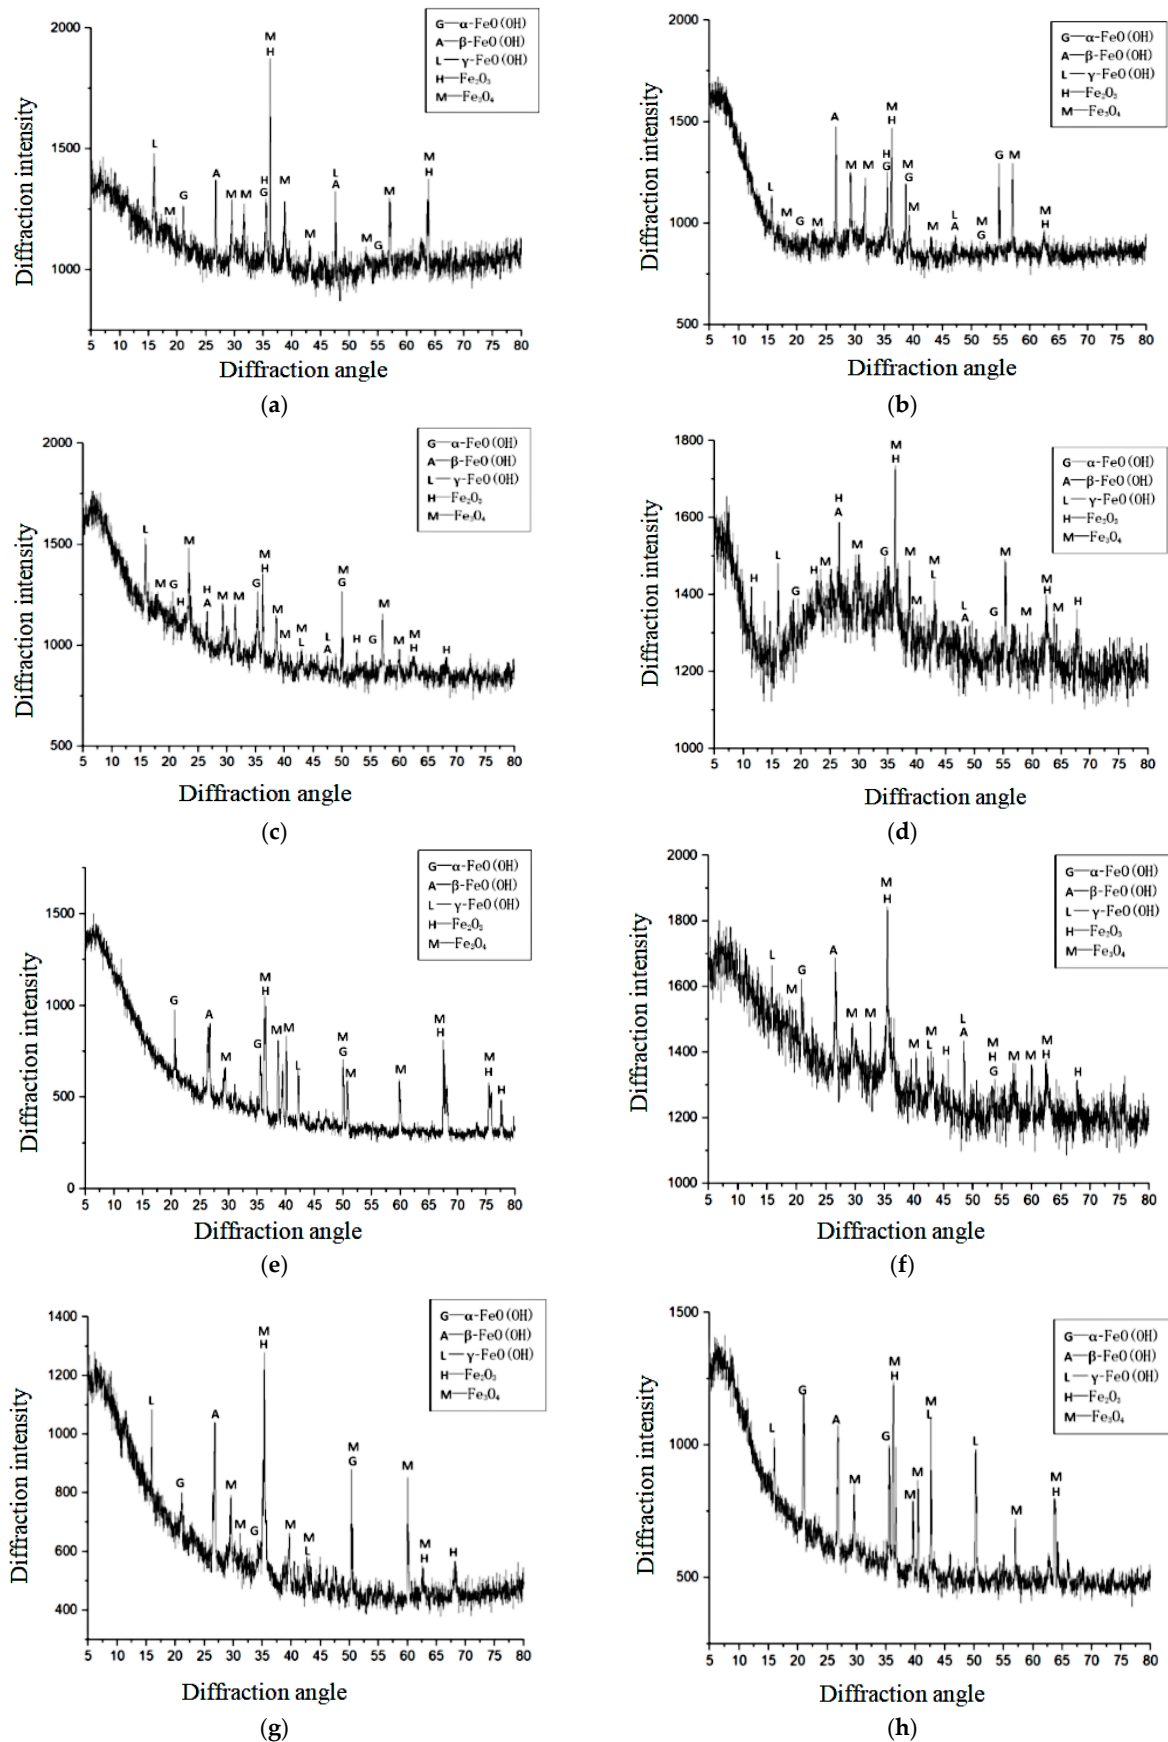 2000
1500
1000
Diffraction intensity
M
H
L
M
G
A
M
M
H
G
M
M
L
A
M
G
M
M
H
G—α-FeO(OH)
A—β-FeO(OH)
L—γ-FeO(OH)
H—Fe₂O₃
M—Fe₃O₄
5 10 15 20 25 30 35 40 45 50 55 60 65 70 75 80
Diffraction angle
(a)
2000
1500
1000
500
Diffraction intensity
L
M
G
M
A
M
M
H
G
M
H
M
G
M
M
L
A
M
G
G
M
M
H
G—α-FeO(OH)
A—β-FeO(OH)
L—γ-FeO(OH)
H—Fe₂O₃
M—Fe₃O₄
5 10 15 20 25 30 35 40 45 50 55 60 65 70 75 80
Diffraction angle
(b)
2000
1500
1000
500
Diffraction intensity
L
M
G
H
M
H
A
M
M
G
M
H
M
M
M
L
L
A
M
G
H
G
M
M
M
H
H
G—α-FeO(OH)
A—β-FeO(OH)
L—γ-FeO(OH)
H—Fe₂O₃
M—Fe₃O₄
5 10 15 20 25 30 35 40 45 50 55 60 65 70 75 80
Diffraction angle
(c)
1800
1600
1400
1200
1000
Diffraction intensity
H
L
G
H
M
H
A
M
G
M
H
M
M
M
L
L
A
G
M
M
M
H
M
H
G—α-FeO(OH)
A—β-FeO(OH)
L—γ-FeO(OH)
H—Fe₂O₃
M—Fe₃O₄
5 10 15 20 25 30 35 40 45 50 55 60 65 70 75 80
Diffraction angle
(d)
1500
1000
500
0
Diffraction intensity
G
A
M
G
M
H
M
M
L
M
G
M
M
M
H
M
H
H
G—α-FeO(OH)
A—β-FeO(OH)
L—γ-FeO(OH)
H—Fe₂O₃
M—Fe₃O₄
5 10 15 20 25 30 35 40 45 50 55 60 65 70 75 80
Diffraction angle
(e)
2000
1800
1600
1400
1200
1000
Diffraction intensity
L
M
G
A
M
M
M
H
M
M
L
H
L
A
M
H
G
M
M
M
H
H
G—α-FeO(OH)
A—β-FeO(OH)
L—γ-FeO(OH)
H—Fe₂O₃
M—Fe₃O₄
5 10 15 20 25 30 35 40 45 50 55 60 65 70 75 80
Diffraction angle
(f)
1400
1200
1000
800
600
400
Diffraction intensity
L
G
A
M
M
G
M
H
M
M
L
M
G
M
M
H
H
G—α-FeO(OH)
A—β-FeO(OH)
L—γ-FeO(OH)
H—Fe₂O₃
M—Fe₃O₄
5 10 15 20 25 30 35 40 45 50 55 60 65 70 75 80
Diffraction angle
(g)
1500
1000
500
Diffraction intensity
L
G
A
M
G
M
H
M
M
M
L
L
M
M
H
G—α-FeO(OH)
A—β-FeO(OH)
L—γ-FeO(OH)
H—Fe₂O₃
M—Fe₃O₄
5 10 15 20 25 30 35 40 45 50 55 60 65 70 75 80
Diffraction angle
(h)